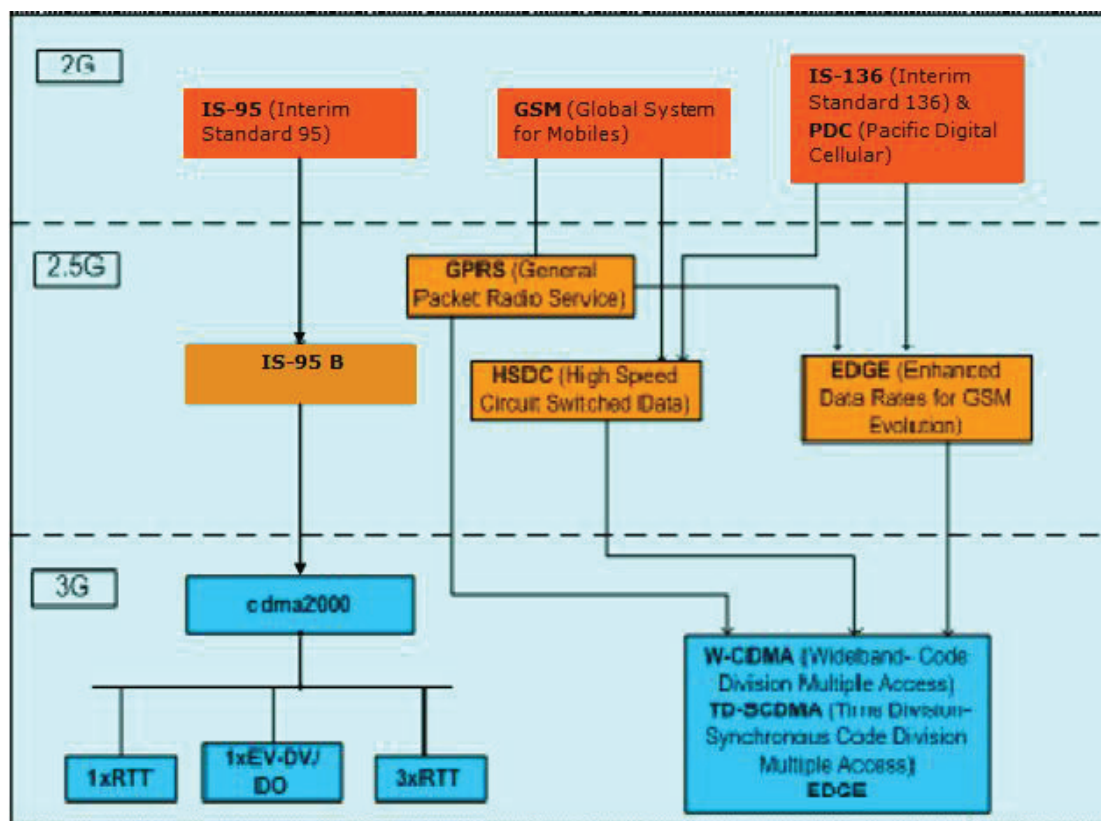 2G
IS-95 (Interim
Standard 95)
GSM (Global System
for Mobiles)
IS-136 (Interim
Standard 136) &
PDC (Pacific Digital
Cellular)
2.5G
GPRS (General
Packet Radio Service)
IS-95 B
HSDC (High Speed
Circuit Switched Data)
EDGE (Enhanced
Data Rates for GSM
Evolution)
3G
cdma2000
1xRTT
1xEV-DV/
DO
3xRTT
W-CDMA (Wideband- Code
Division Multiple Access)
TD-SCDMA (Time Division-
Synchronous Code Division
Multiple Access)
EDGE